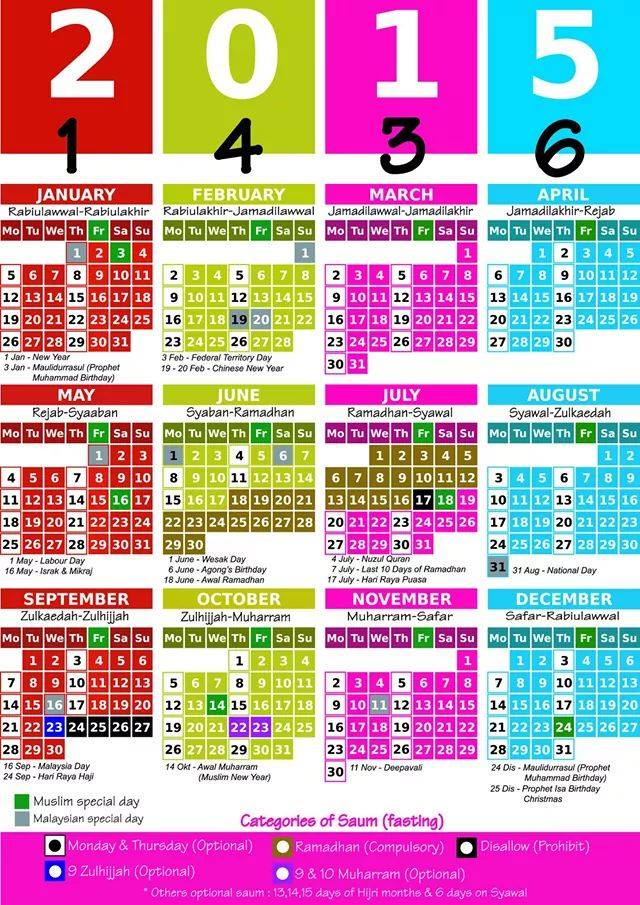 2 0 1 5
1 4 3 6
JANUARY
Rabiulawwal-Rabiulakhir
Mo Tu We Th Fr Sa Su
1 2 3 4
5 6 7 8 9 10 11
12 13 14 15 16 17 18
19 20 21 22 23 24 25
26 27 28 29 30 31
1 Jan - New Year
3 Jan - Maulidurrasul (Prophet
Muhammad Birthday)
FEBRUARY
Rabiulakhir-Jamadilawwal
Mo Tu We Th Fr Sa Su
1
2 3 4 5 6 7 8
9 10 11 12 13 14 15
16 17 18 19 20 21 22
23 24 25 26 27 28
3 Feb - Federal Territory Day
19 - 20 Feb - Chinese New Year
MARCH
Jamadilawwal-Jamadilakhir
Mo Tu We Th Fr Sa Su
1
2 3 4 5 6 7 8
9 10 11 12 13 14 15
16 17 18 19 20 21 22
23 24 25 26 27 28 29
30 31
APRIL
Jamadilakhir-Rejab
Mo Tu We Th Fr Sa Su
1 2 3 4 5
6 7 8 9 10 11 12
13 14 15 16 17 18 19
20 21 22 23 24 25 26
27 28 29 30
MAY
Rejab-Syaaban
Mo Tu We Th Fr Sa Su
1 2 3
4 5 6 7 8 9 10
11 12 13 14 15 16 17
18 19 20 21 22 23 24
25 26 27 28 29 30 31
1 May - Labour Day
16 May - Israk & Mikraj
JUNE
Syaban-Ramadhan
Mo Tu We Th Fr Sa Su
1 2 3 4 5 6 7
8 9 10 11 12 13 14
15 16 17 18 19 20 21
22 23 24 25 26 27 28
29 30
1 June - Wesak Day
6 June - Agong's Birthday
18 June - Awal Ramadhan
JULY
Ramadhan-Syawal
Mo Tu We Th Fr Sa Su
1 2 3 4 5
6 7 8 9 10 11 12
13 14 15 16 17 18 19
20 21 22 23 24 25 26
27 28 29 30 31
4 July - Nuzul Quran
7 July - Last 10 Days of Ramadhan
17 July - Hari Raya Puasa
AUGUST
Syawal-Zulkaedah
Mo Tu We Th Fr Sa Su
1 2
3 4 5 6 7 8 9
10 11 12 13 14 15 16
17 18 19 20 21 22 23
24 25 26 27 28 29 30
31
31 Aug - National Day
SEPTEMBER
Zulkaedah-Zulhijjah
Mo Tu We Th Fr Sa Su
1 2 3 4 5 6
7 8 9 10 11 12 13
14 15 16 17 18 19 20
21 22 23 24 25 26 27
28 29 30
16 Sep - Malaysia Day
24 Sep - Hari Raya Haji
OCTOBER
Zulhijjah-Muharram
Mo Tu We Th Fr Sa Su
1 2 3 4
5 6 7 8 9 10 11
12 13 14 15 16 17 18
19 20 21 22 23 24 25
26 27 28 29 30 31
14 Okt - Awal Muharram
(Muslim New Year)
NOVEMBER
Muharram-Safar
Mo Tu We Th Fr Sa Su
1
2 3 4 5 6 7 8
9 10 11 12 13 14 15
16 17 18 19 20 21 22
23 24 25 26 27 28 29
30
11 Nov - Deepavali
DECEMBER
Safar-Rabiulawwal
Mo Tu We Th Fr Sa Su
1 2 3 4 5 6
7 8 9 10 11 12 13
14 15 16 17 18 19 20
21 22 23 24 25 26 27
28 29 30 31
24 Dis - Maulidurrasul (Prophet
Muhammad Birthday)
25 Dis - Prophet Isa Birthday
Christmas
Muslim special day
Malaysian special day
Categories of Saum (fasting)
Monday & Thursday (Optional)
Ramadhan (Compulsory)
Disallow (Prohibit)
9 Zulhijjah (Optional)
9 & 10 Muharram (Optional)
* Others optional saum : 13,14,15 days of Hijri months & 6 days on Syawal